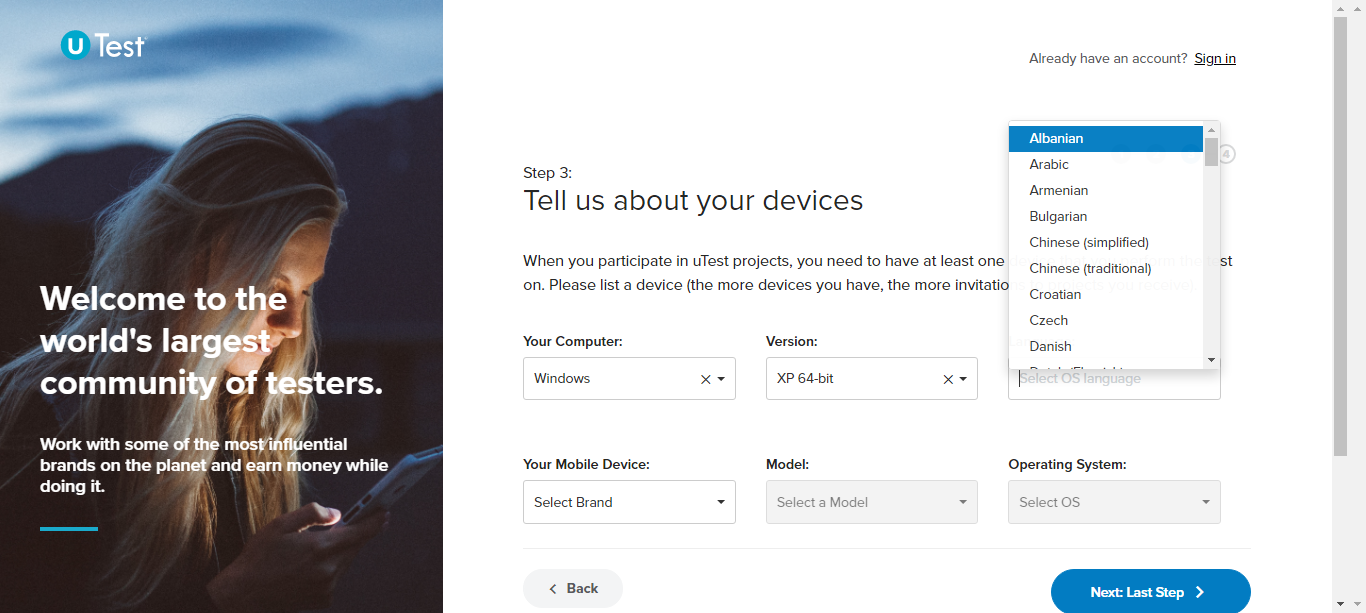 U Test
Already have an account? Sign in
Welcome to the
world's largest
community of testers.
Work with some of the most influential
brands on the planet and earn money while
doing it.
4
Step 3:
Tell us about your devices
When you participate in uTest projects, you need to have at least one
on. Please list a device (the more devices you have, the more
Albanian
Arabic
Armenian
Bulgarian
Chinese (simplified)
Chinese (traditional)
Croatian
Czech
Danish
Your Computer:
Windows
Version:
XP 64-bit
Select OS language
Your Mobile Device:
Select Brand
Model:
Select a Model
Operating System:
Select OS
Back
Next: Last Step